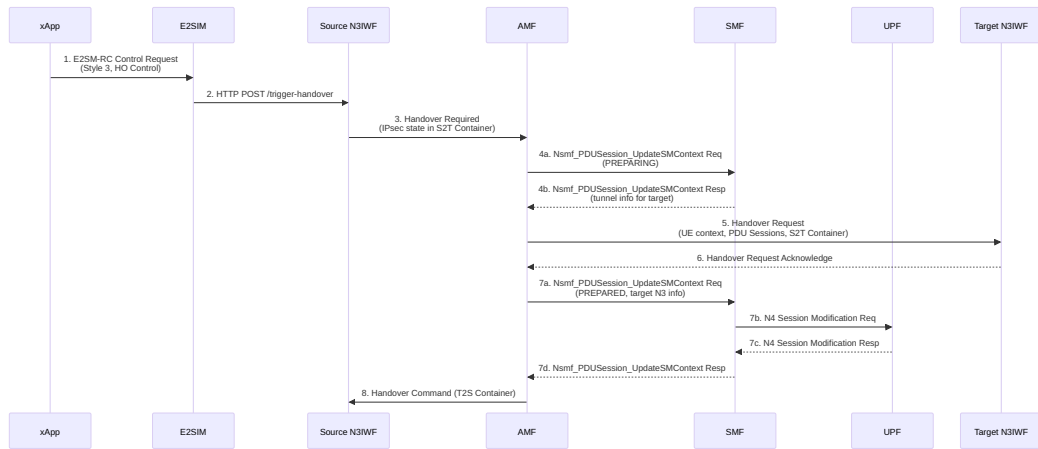 xApp
E2SIM
Source N3IWF
AMF
SMF
UPF
Target N3IWF
1. E2SM-RC Control Request
(Style 3, HO Control)
2. HTTP POST /trigger-handover
3. Handover Required
(IPsec state in S2T Container)
4a. Nsmf_PDUSession_UpdateSMContext Req
(PREPARING)
4b. Nsmf_PDUSession_UpdateSMContext Resp
(tunnel info for target)
5. Handover Request
(UE context, PDU Sessions, S2T Container)
6. Handover Request Acknowledge
7a. Nsmf_PDUSession_UpdateSMContext Req
(PREPARED, target N3 info)
7b. N4 Session Modification Req
7c. N4 Session Modification Resp
7d. Nsmf_PDUSession_UpdateSMContext Resp
8. Handover Command (T2S Container)
xApp
E2SIM
Source N3IWF
AMF
SMF
UPF
Target N3IWF